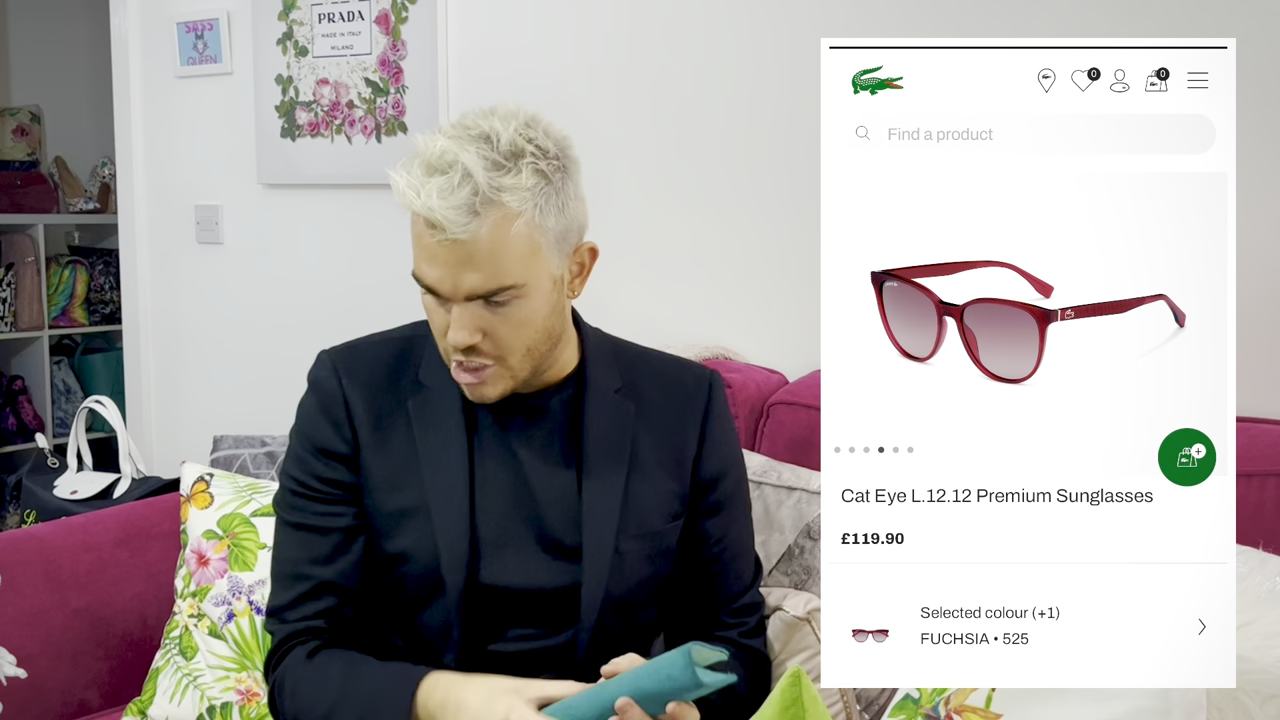 SASS
QUEEN
PRADA
MADE IN ITALY
MILANO
0
0
Find a product
Cat Eye L.12.12 Premium Sunglasses
£119.90
Selected colour (+1)
FUCHSIA • 525